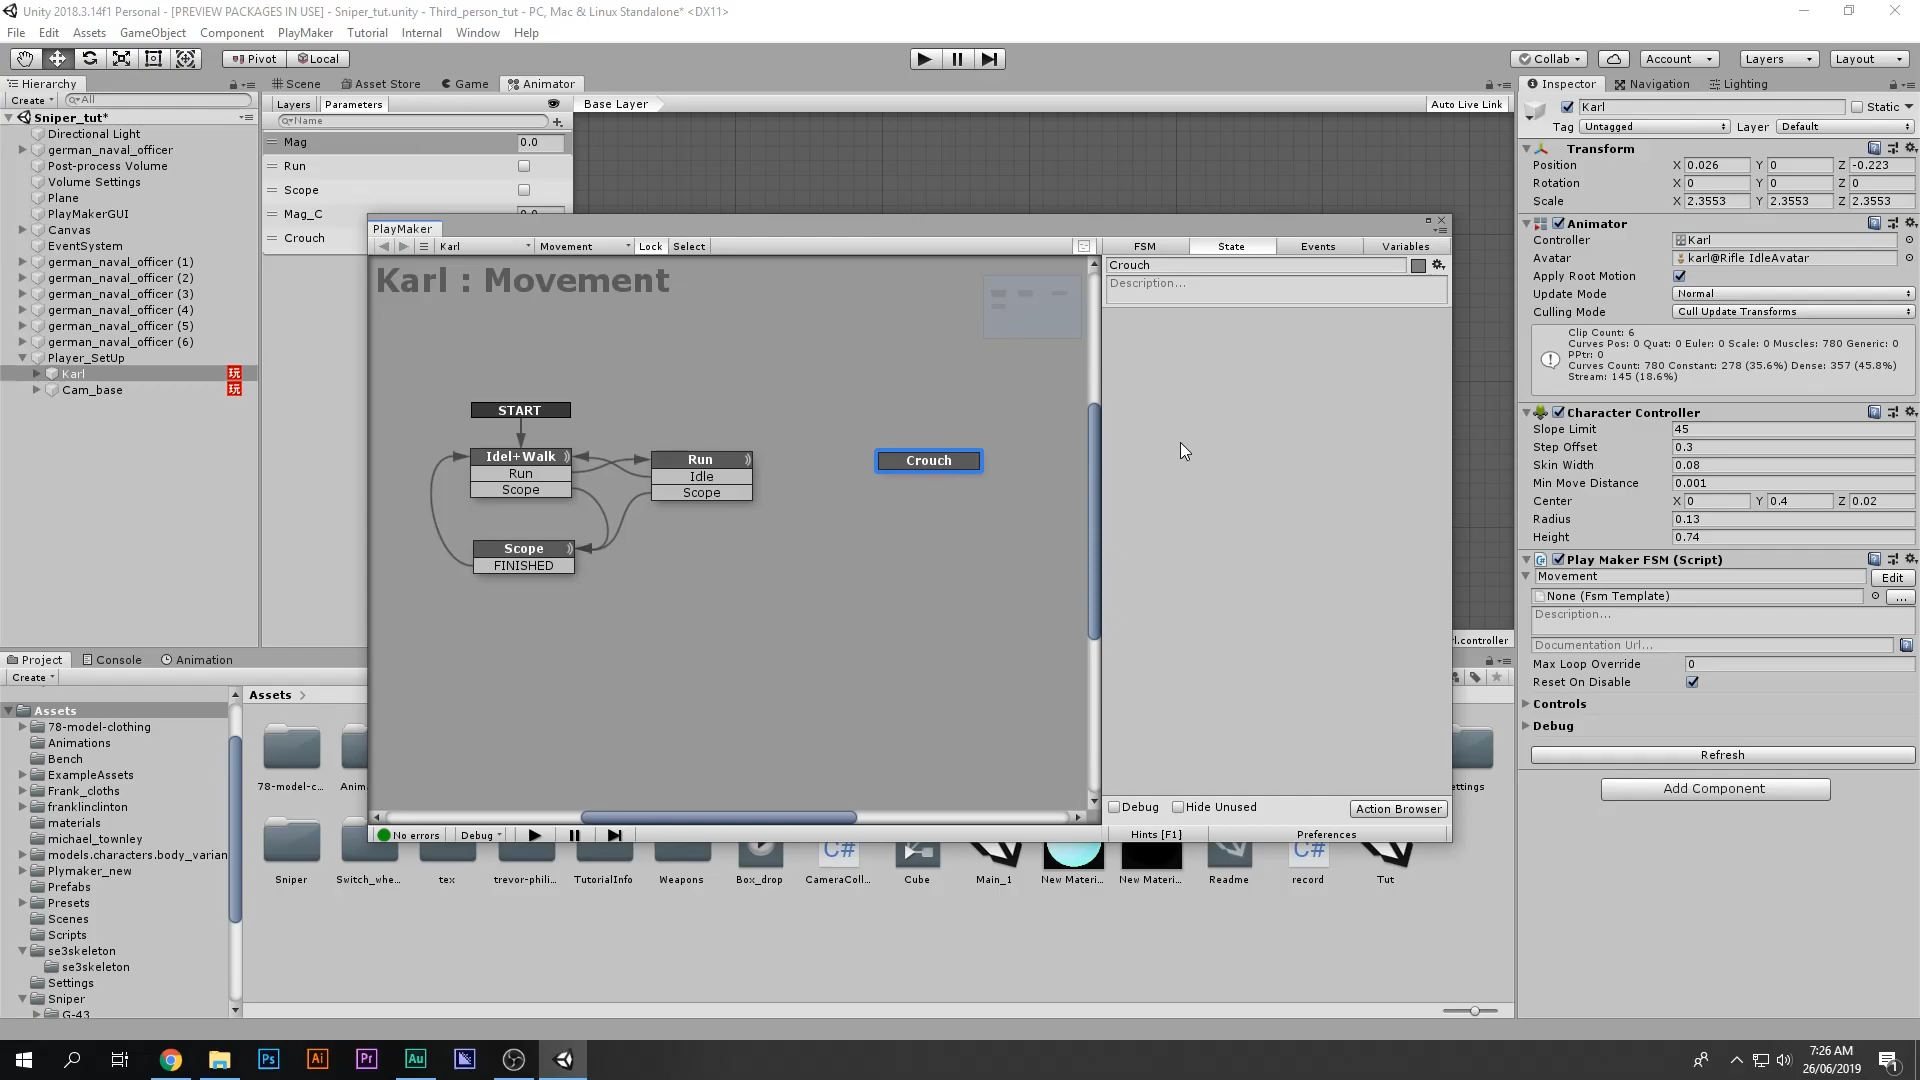 Unity 2018.3.14f1 Personal - [PREVIEW PACKAGES IN USE] - Sniper_tut.unity - Third_person_tut - PC, Mac & Linux Standalone* <DX11>
File Edit Assets GameObject Component PlayMaker Tutorial Internal Window Help
Pivot Local Collab Account Layers Layout
Hierarchy Scene Asset Store Game Animator Inspector Navigation Lighting
Create All Layers Parameters Base Layer Auto Live Link Karl Static
Name
Tag Untagged Layer Default
Sniper_tut*
Directional Light
german_naval_officer
Post-process Volume
Volume Settings
Plane
PlayMakerGUI
Canvas
EventSystem
german_naval_officer (1)
german_naval_officer (2)
german_naval_officer (3)
german_naval_officer (4)
german_naval_officer (5)
german_naval_officer (6)
Player_SetUp
Karl 玩
Cam_base 玩
Mag 0.0
Run
Scope
Mag_C
Crouch
PlayMaker
Karl Movement Lock Select FSM State Events Variables
Karl : Movement
Crouch
Description...
START
Idel+Walk
Run
Scope
Run
Idle
Scope
Crouch
Scope
FINISHED
Debug Hide Unused Action Browser
No errors Debug Hints [F1] Preferences
Transform
Position X 0.026 Y 0 Z -0.223
Rotation X 0 Y 0 Z 0
Scale X 2.3553 Y 2.3553 Z 2.3553
Animator
Controller Karl
Avatar karl@Rifle IdleAvatar
Apply Root Motion
Update Mode Normal
Culling Mode Cull Update Transforms
Clip Count: 6
Curves Pos: 0 Quat: 0 Euler: 0 Scale: 0 Muscles: 780 Generic: 0
PPtr: 0
Curves Count: 780 Constant: 278 (35.6%) Dense: 357 (45.8%)
Stream: 145 (18.6%)
Character Controller
Slope Limit 45
Step Offset 0.3
Skin Width 0.08
Min Move Distance 0.001
Center X 0 Y 0.4 Z 0.02
Radius 0.13
Height 0.74
Play Maker FSM (Script)
Movement Edit
None (Fsm Template) ...
Description...
Documentation Url...
Max Loop Override 0
Reset On Disable
Controls
Debug
Refresh
Add Component
l.controller
Project Console Animation
Create
Assets
Assets
78-model-clothing
Animations
Bench
ExampleAssets
Frank_cloths
franklinclinton
materials
michael_townley
models.characters.body_varian
Plymaker_new
Prefabs
Presets
Scenes
Scripts
se3skeleton
se3skeleton
Settings
Sniper
G-43
78-model-c... Anim ettings
C# C#
Sniper Switch_whe... tex trevor-phili... TutorialInfo Weapons Box_drop CameraColl... Cube Main_1 New Materi... New Materi... Readme record Tut
Ps Ai Pr Au
7:26 AM
26/06/2019
1